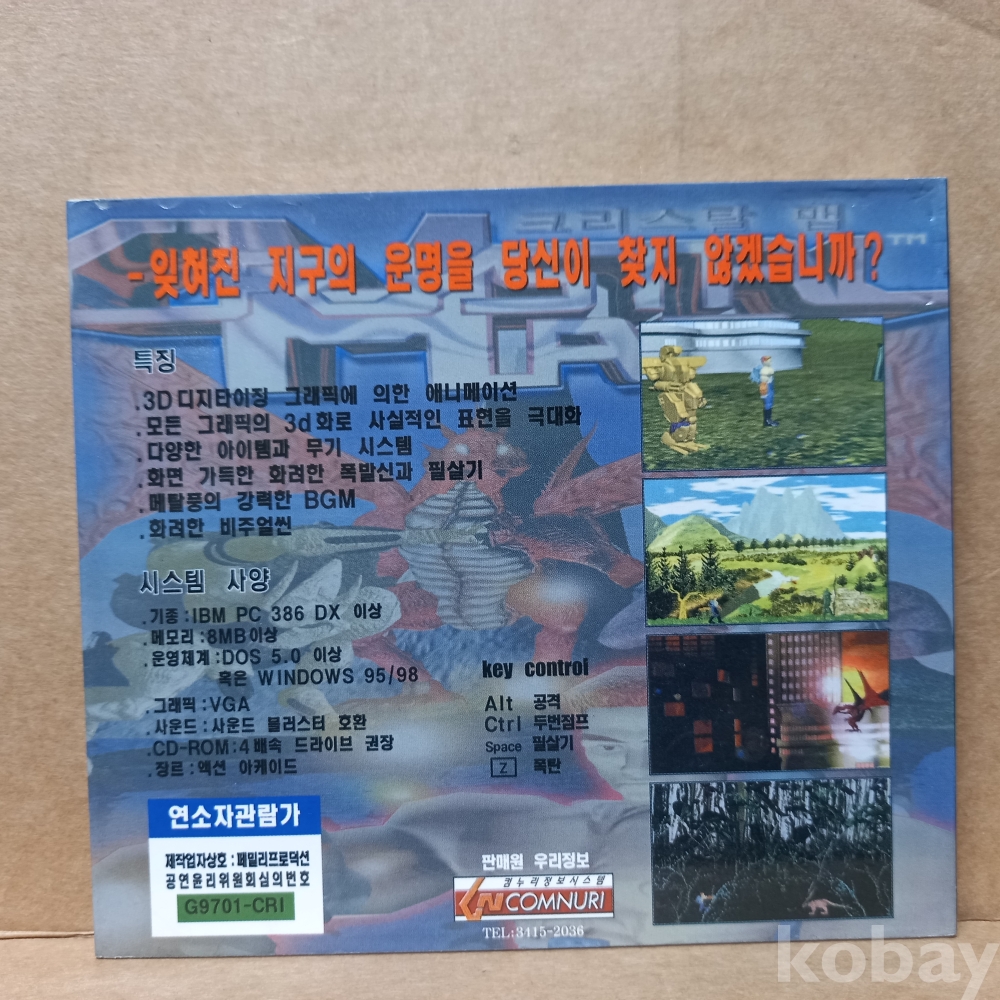 크리스탈 맵
TM
-잊혀진 지구의 운명을 당신이 찾지 않겠습니까?
특징
.3D 디지타이징 그래픽에 의한 애니메이션
.모든 그래픽의 3d화로 사실적인 표현을 극대화
.다양한 아이템과 무기 시스템
.화면 가득한 화려한 폭발신과 필살기
.메탈풍의 강력한 BGM
.화려한 비주얼씬
시스템 사양
.기종:IBM PC 386 DX 이상
.메모리:8MB이상
.운영체계:DOS 5.0 이상
혹은 WINDOWS 95/98
.그래픽:VGA
.사운드:사운드 블러스터 호환
.CD-ROM:4배속 드라이브 권장
.장르:액션 아케이드
key control
Alt 공격
Ctrl 두번점프
Space 필살기
Z 폭탄
연소자관람가
제작업자상호:페밀리프로덕션
공연윤리위원회심의번호
G9701-CRI
판매원 우리정보
컴누리정보시스템
COMNURI
TEL:3115-2036
kobay